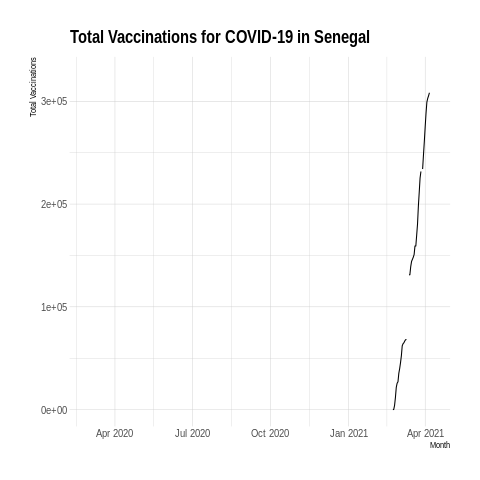 Total Vaccinations for COVID-19 in Senegal
Total Vaccinations
3e+05
2e+05
1e+05
0e+00
Apr 2020 Jul 2020 Oct 2020 Jan 2021 Apr 2021
Month